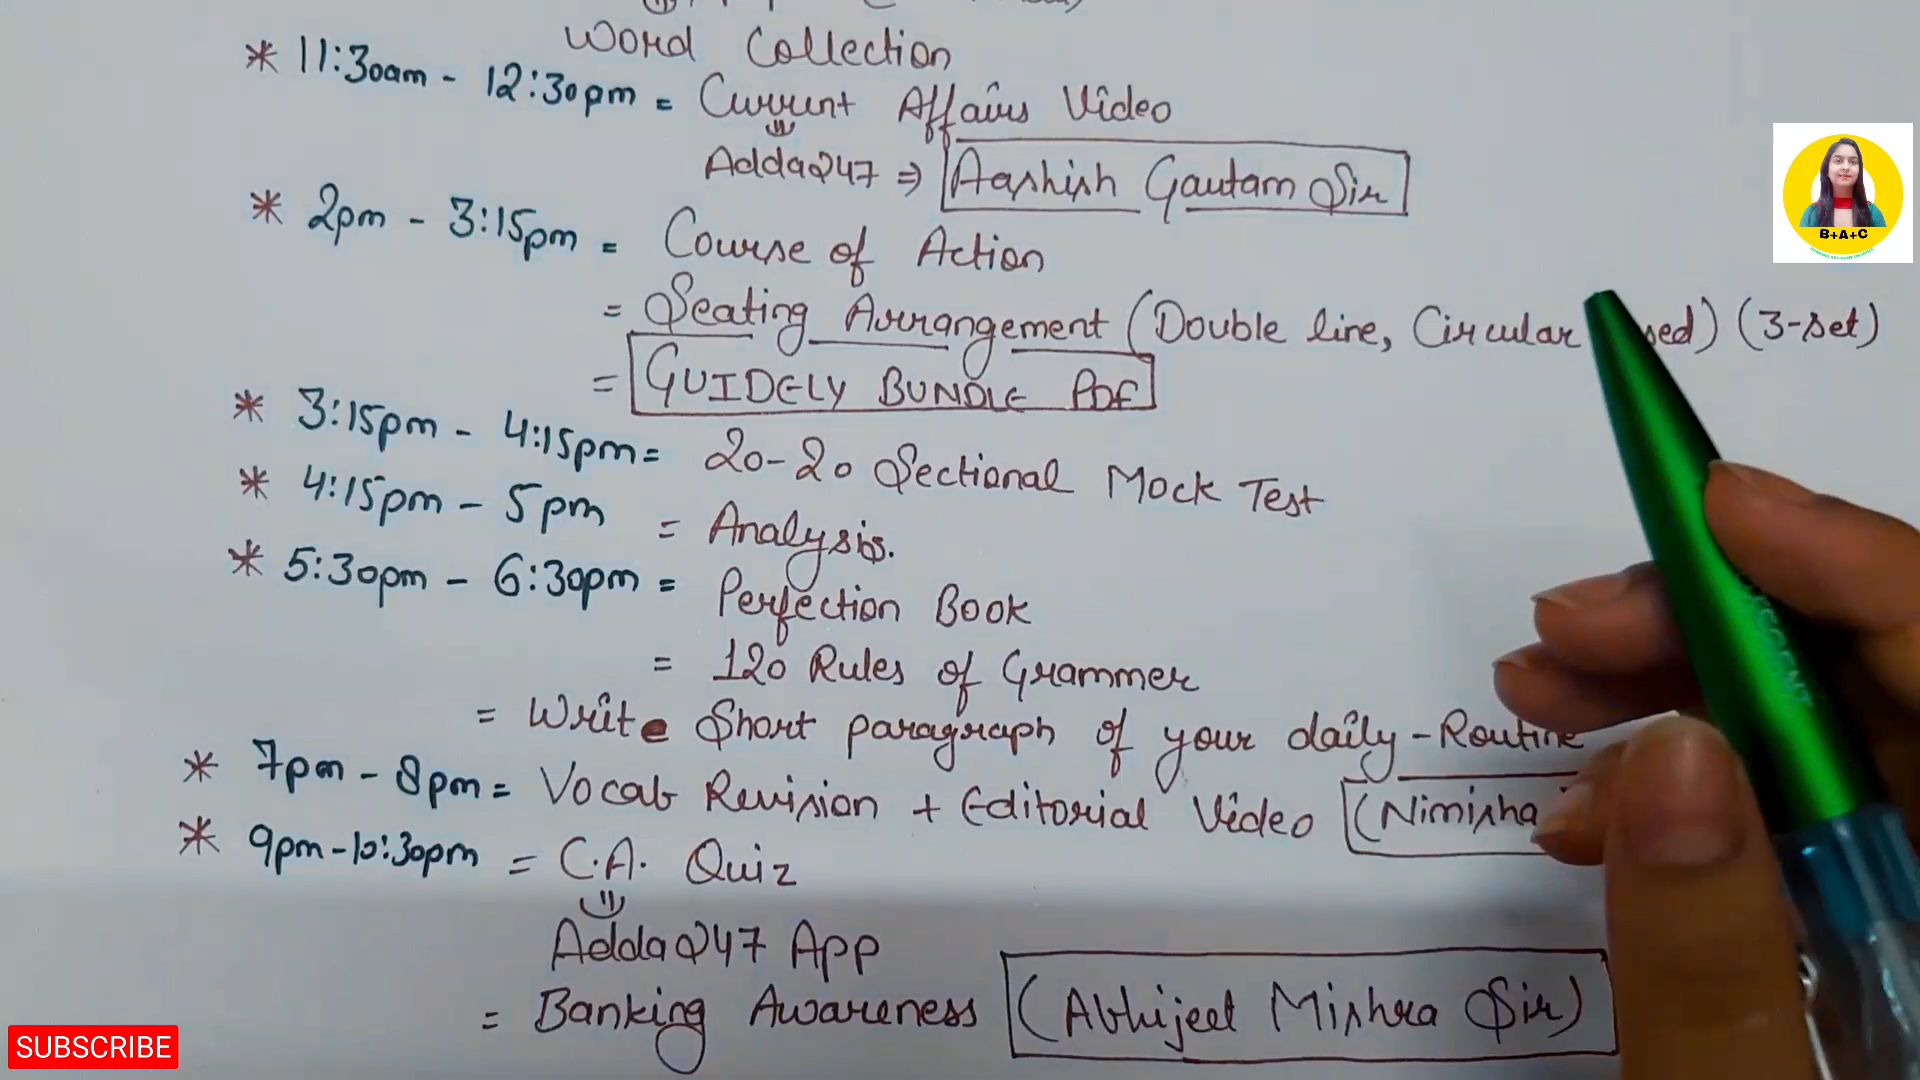 Word Collection
* 11:30am - 12:30pm = Current Affairs Video
Adda247 ⇒ Aashish Gautam Sir
* 2pm - 3:15pm = Course of Action
= Seating Arrangement (Double line, Circular sed) (3-set)
= GUIDELY BUNDLE PDF
* 3:15pm - 4:15pm = 20-20 Sectional Mock Test
* 4:15pm - 5pm = Analysis.
* 5:30pm - 6:30pm = Perfection Book
= 120 Rules of Grammer
= Write Short paragraph of your daily-Routine
* 7pm - 8pm = Vocab Revision + Editorial Video (Nimisha
* 9pm-10:30pm = C.A. Quiz
Adda247 App
= Banking Awareness (Abhijeet Mishra Sir)
B+A+C
SUBSCRIBE